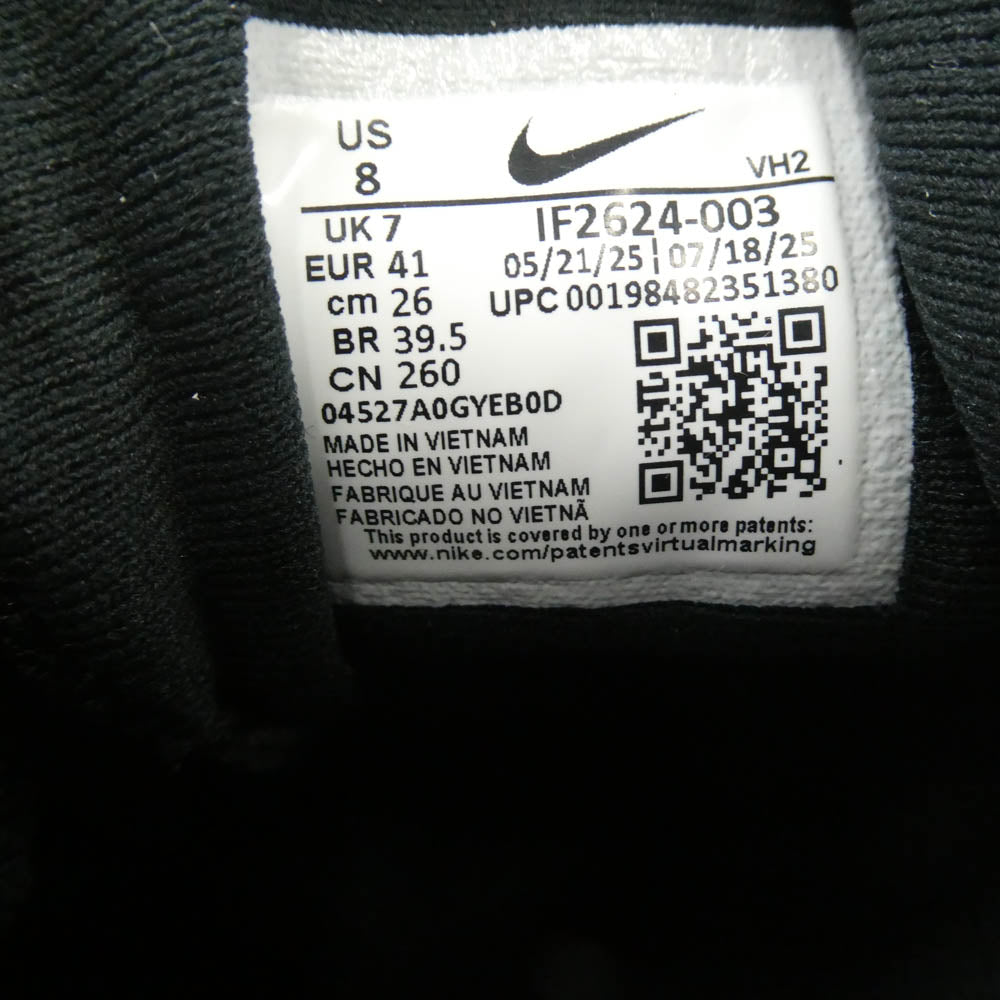 US
8
VH2
UK 7
IF2624-003
EUR 41
05/21/25 | 07/18/25
cm 26
UPC 00198482351380
BR 39.5
CN 260
04527A0GYEB0D
MADE IN VIETNAM
HECHO EN VIETNAM
FABRIQUE AU VIETNAM
FABRICADO NO VIETNÃ
This product is covered by one or more patents:
www.nike.com/patentsvirtualmarking